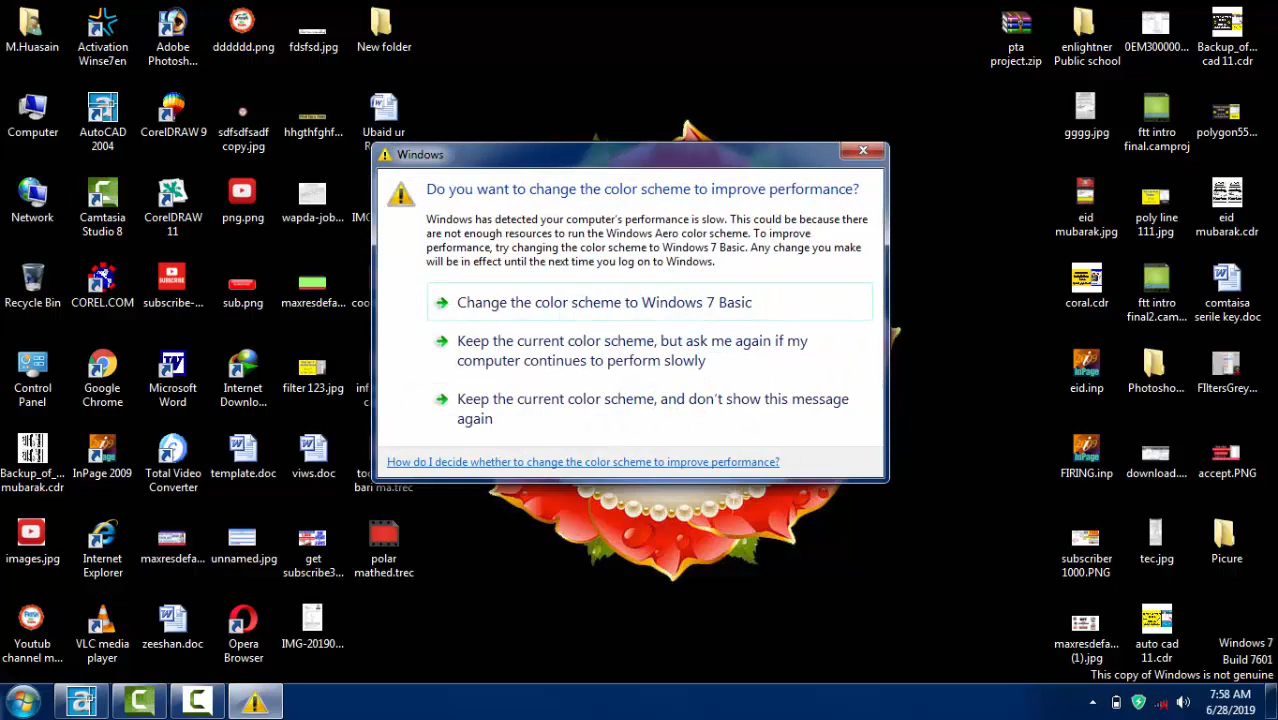 M.Huasain
Activation
Winse7en
Adobe
Photosh...
dddddd.png
fdsfsd.jpg
New folder
pta
project.zip
enlightner
Public school
0EM300000...
Backup_of...
cad 11.cdr
Computer
AutoCAD
2004
CorelDRAW 9
sdfsdfsadf
copy.jpg
hhgthfghf...
Ubaid ur
gggg.jpg
ftt intro
final.camproj
polygon55...
Windows
Do you want to change the color scheme to improve performance?
Windows has detected your computer's performance is slow. This could be because there
are not enough resources to run the Windows Aero color scheme. To improve
performance, try changing the color scheme to Windows 7 Basic. Any change you make
will be in effect until the next time you log on to Windows.
Change the color scheme to Windows 7 Basic
Keep the current color scheme, but ask me again if my
computer continues to perform slowly
Keep the current color scheme, and don't show this message
again
How do I decide whether to change the color scheme to improve performance?
Network
Camtasia
Studio 8
CorelDRAW
11
png.png
wapda-job...
IMG
eid
mubarak.jpg
poly line
111.jpg
eid
mubarak.cdr
Recycle Bin
COREL.COM
subscribe-...
sub.png
maxresdefa...
coral.cdr
ftt intro
final2.cam...
comtaisa
serile key.doc
Control
Panel
Google
Chrome
Microsoft
Word
Internet
Downlo...
filter 123.jpg
eid.inp
Photosho...
FIltersGrey...
Backup_of_...
mubarak.cdr
InPage 2009
Total Video
Converter
template.doc
viws.doc
bari ma.trec
FIRING.inp
download....
accept.PNG
images.jpg
Internet
Explorer
maxresdefa...
unnamed.jpg
get
subscribe3...
polar
mathed.trec
subscriber
1000.PNG
tec.jpg
Picure
Youtub
channel m...
VLC media
player
zeeshan.doc
Opera
Browser
IMG-20190...
maxresdefa...
(1).jpg
auto cad
11.cdr
Windows 7
Build 7601
This copy of Windows is not genuine
7:58 AM
6/28/2019